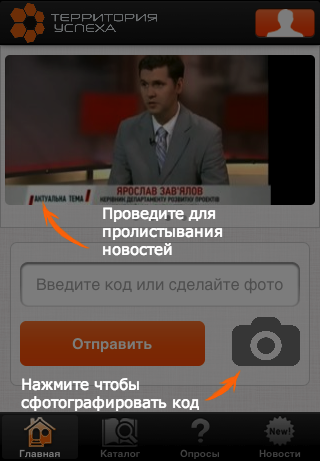 ТЕРРИТОРИЯ
УСПЕХА
АКТУАЛЬНА ТЕМА
ЯРОСЛАВ ЗАВ'ЯЛОВ
КЕРІВНИК ДЕПАРТАМЕНТУ РОЗВИТКУ ПРОЕКТІВ
Проведите для
пролистывания
новостей
Введите код или сделайте фото
Отправить
Нажмите чтобы
сфотографировать код
New!
Главная
Каталог
Опросы
Новости